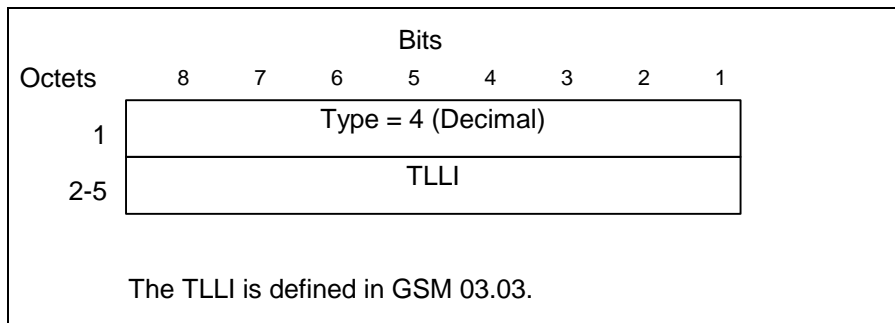 Bits
Octets 8 7 6 5 4 3 2 1
1 Type = 4 (Decimal)
2-5 TLLI
The TLLI is defined in GSM 03.03.